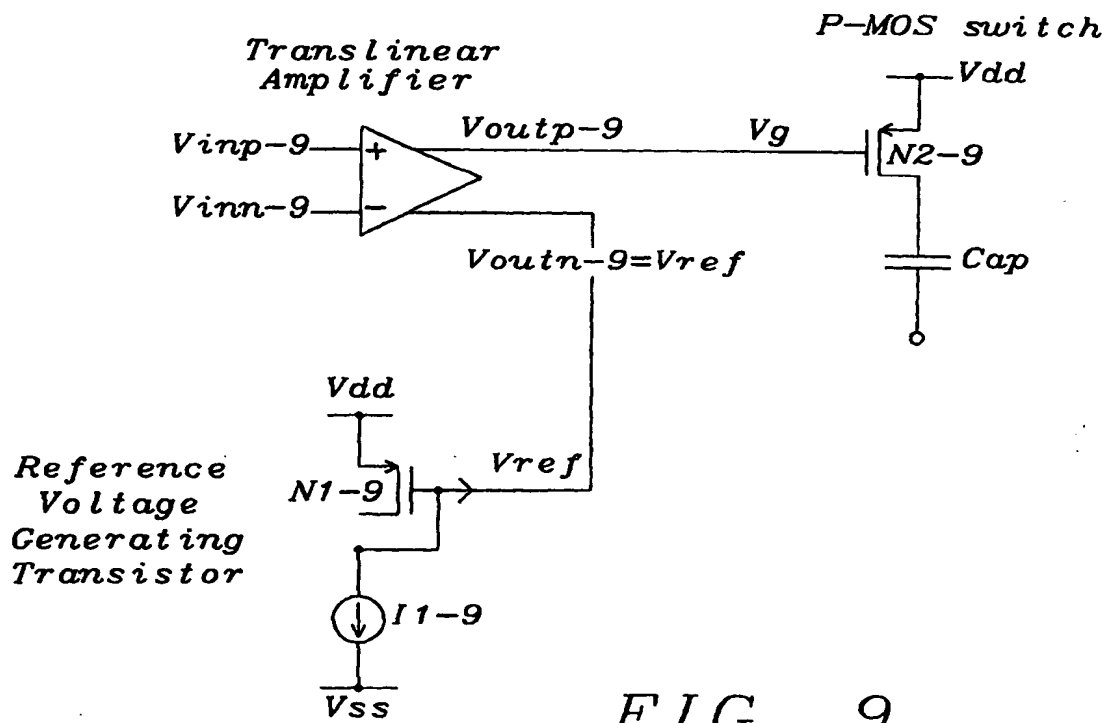 P-MOS switch
Translinear
Amplifier
Vdd
Vinp-9
+
Voutp-9
Vg
N2-9
Vinn-9
-
Voutn-9=Vref
Cap
Vdd
Reference
Voltage
Generating
Transistor
N1-9
Vref
I1-9
Vss
FIG. 9